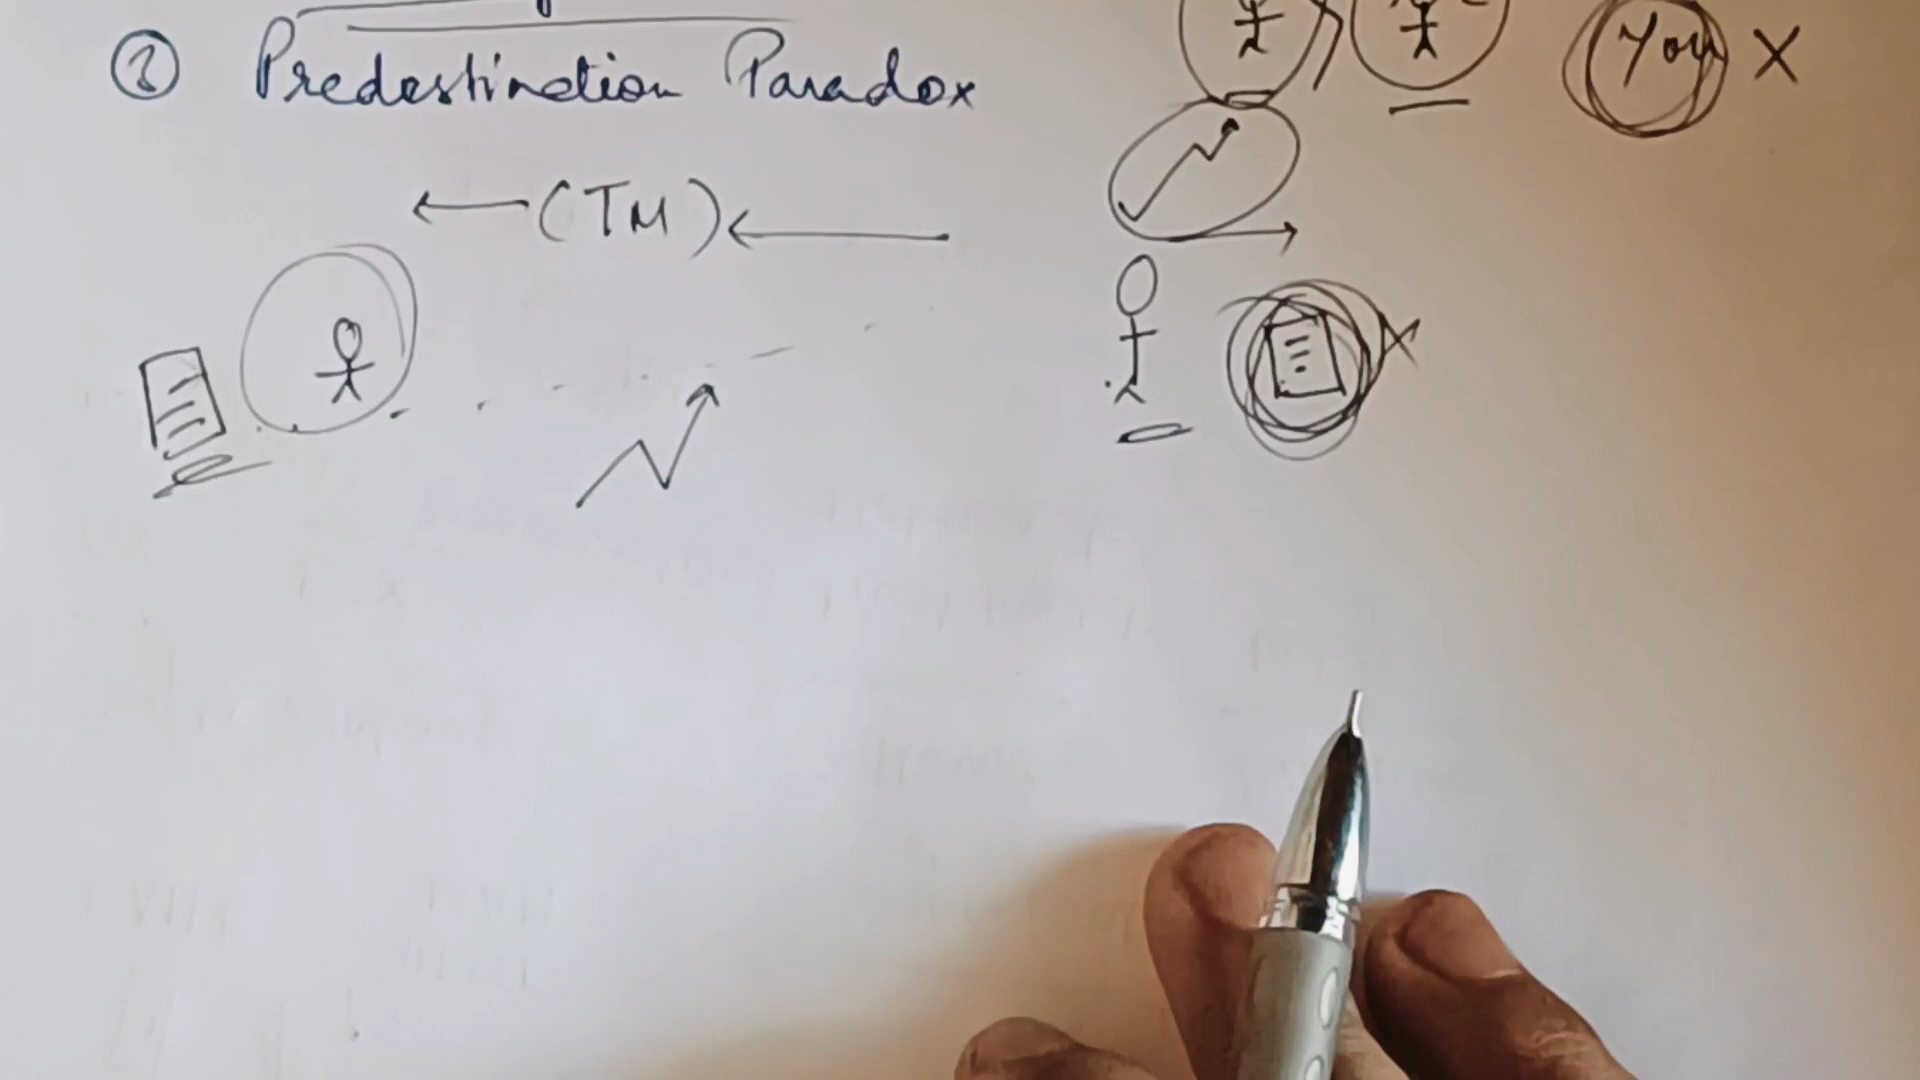 ② Predestination Paradox
You X
(TM)
X